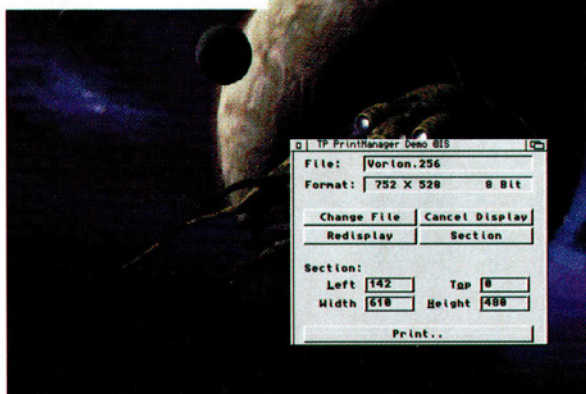 TP PrintManager Demo ©IS
File: Vorlon.256
Format: 752 X 528 8 Bit
Change File Cancel Display
Redisplay Section
Section:
Left 142 Top 0
Width 610 Height 480
Print..